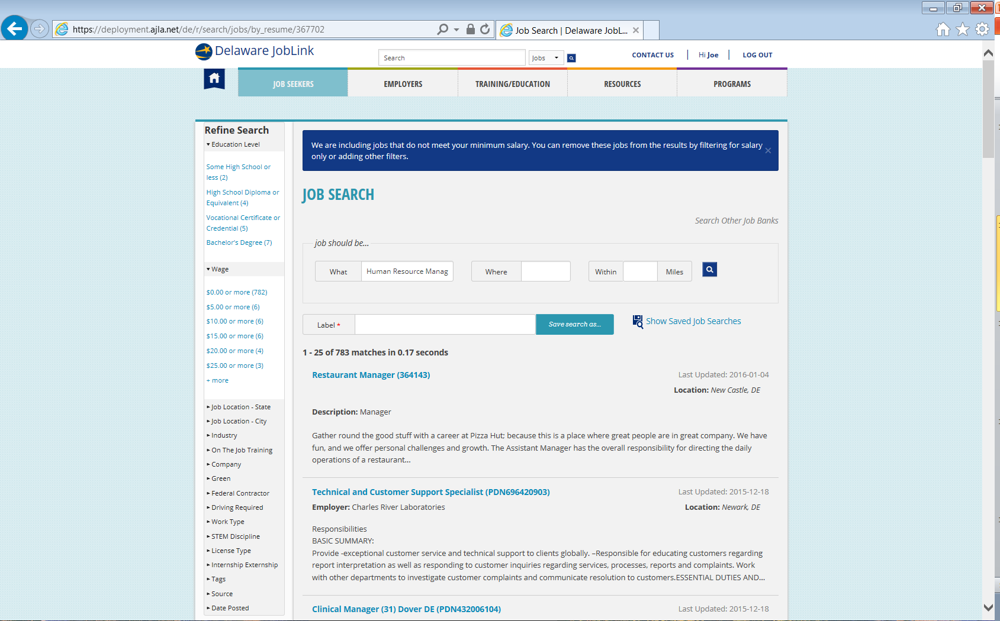 https://deployment.ajla.net/de/r/search/jobs/by_resume/367702
Job Search | Delaware JobL...
Delaware JobLink
Search
Jobs
CONTACT US
Hi Joe
LOG OUT
JOB SEEKERS
EMPLOYERS
TRAINING/EDUCATION
RESOURCES
PROGRAMS
Refine Search
Education Level
Some High School or
less (2)
High School Diploma or
Equivalent (4)
Vocational Certificate or
Credential (5)
Bachelor's Degree (7)
Wage
$0.00 or more (782)
$5.00 or more (6)
$10.00 or more (6)
$15.00 or more (6)
$20.00 or more (4)
$25.00 or more (3)
+ more
Job Location - State
Job Location - City
Industry
On The Job Training
Company
Green
Federal Contractor
Driving Required
Work Type
STEM Discipline
License Type
Internship Externship
Tags
Source
Date Posted
We are including jobs that do not meet your minimum salary. You can remove these jobs from the results by filtering for salary
only or adding other filters.
JOB SEARCH
Search Other Job Banks
job should be...
What
Human Resource Manag
Where
Within
Miles
Label *
Save search as...
Show Saved Job Searches
1 - 25 of 783 matches in 0.17 seconds
Restaurant Manager (364143)
Last Updated: 2016-01-04
Location: New Castle, DE
Description: Manager
Gather round the good stuff with a career at Pizza Hut; because this is a place where great people are in great company. We have
fun, and we offer personal challenges and growth. The Assistant Manager has the overall responsibility for directing the daily
operations of a restaurant...
Technical and Customer Support Specialist (PDN696420903)
Last Updated: 2015-12-18
Employer: Charles River Laboratories
Location: Newark, DE
Responsibilities
BASIC SUMMARY:
Provide -exceptional customer service and technical support to clients globally. –Responsible for educating customers regarding
report interpretation as well as responding to customer inquiries regarding services, processes, reports and complaints. Work
with other departments to investigate customer complaints and communicate resolution to customers.ESSENTIAL DUTIES AND...
Clinical Manager (31) Dover DE (PDN432006104)
Last Updated: 2015-12-18